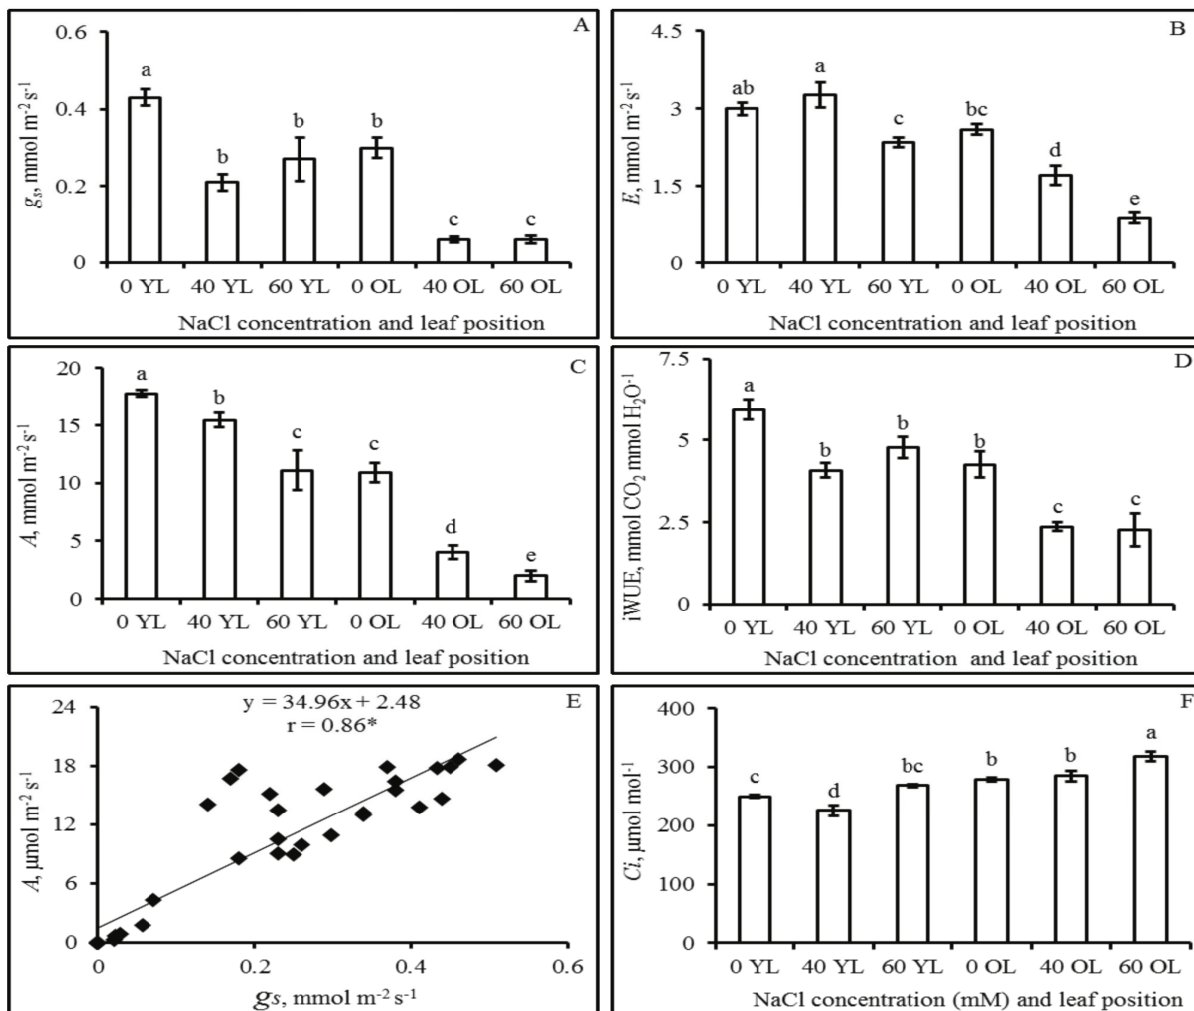 A
gs, mmol m-2 s-1
0.6
0.4
0.2
0
a
b
b
b
c
c
0 YL 40 YL 60 YL 0 OL 40 OL 60 OL
NaCl concentration and leaf position
B
E, mmol m-2 s-1
4.5
3
1.5
0
ab
a
c
bc
d
e
0 YL 40 YL 60 YL 0 OL 40 OL 60 OL
NaCl concentration and leaf position
C
A, mmol m-2 s-1
20
15
10
5
0
a
b
c
c
d
e
0 YL 40 YL 60 YL 0 OL 40 OL 60 OL
NaCl concentration and leaf position
D
iWUE, mmol CO2 mmol H2O-1
7.5
5
2.5
0
a
b
b
b
c
c
0 YL 40 YL 60 YL 0 OL 40 OL 60 OL
NaCl concentration and leaf position
E
y = 34.96x + 2.48
r = 0.86*
A, µmol m-2 s-1
24
18
12
6
0
0 0.2 0.4 0.6
gs, mmol m-2 s-1
F
Ci, µmol mol-1
400
300
200
100
0
c
d
bc
b
b
a
0 YL 40 YL 60 YL 0 OL 40 OL 60 OL
NaCl concentration (mM) and leaf position